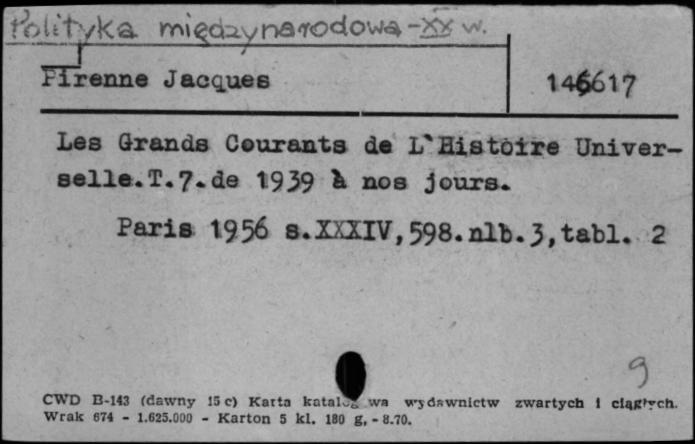 Polityka międzynarodowa - XX w.
Pirenne Jacques 146617
Les Grands Courants de L'Histoire Univer-
selle.T.7.de 1939 à nos jours.
Paris 1956 s.XXXIV,598.nlb.3,tabl. 2
9
CWD B-143 (dawny 15 c) Karta katalog wa wydawnictw zwartych i ciągłych.
Wrak 674 - 1.625.000 - Karton 5 kl. 180 g, - 8.70.